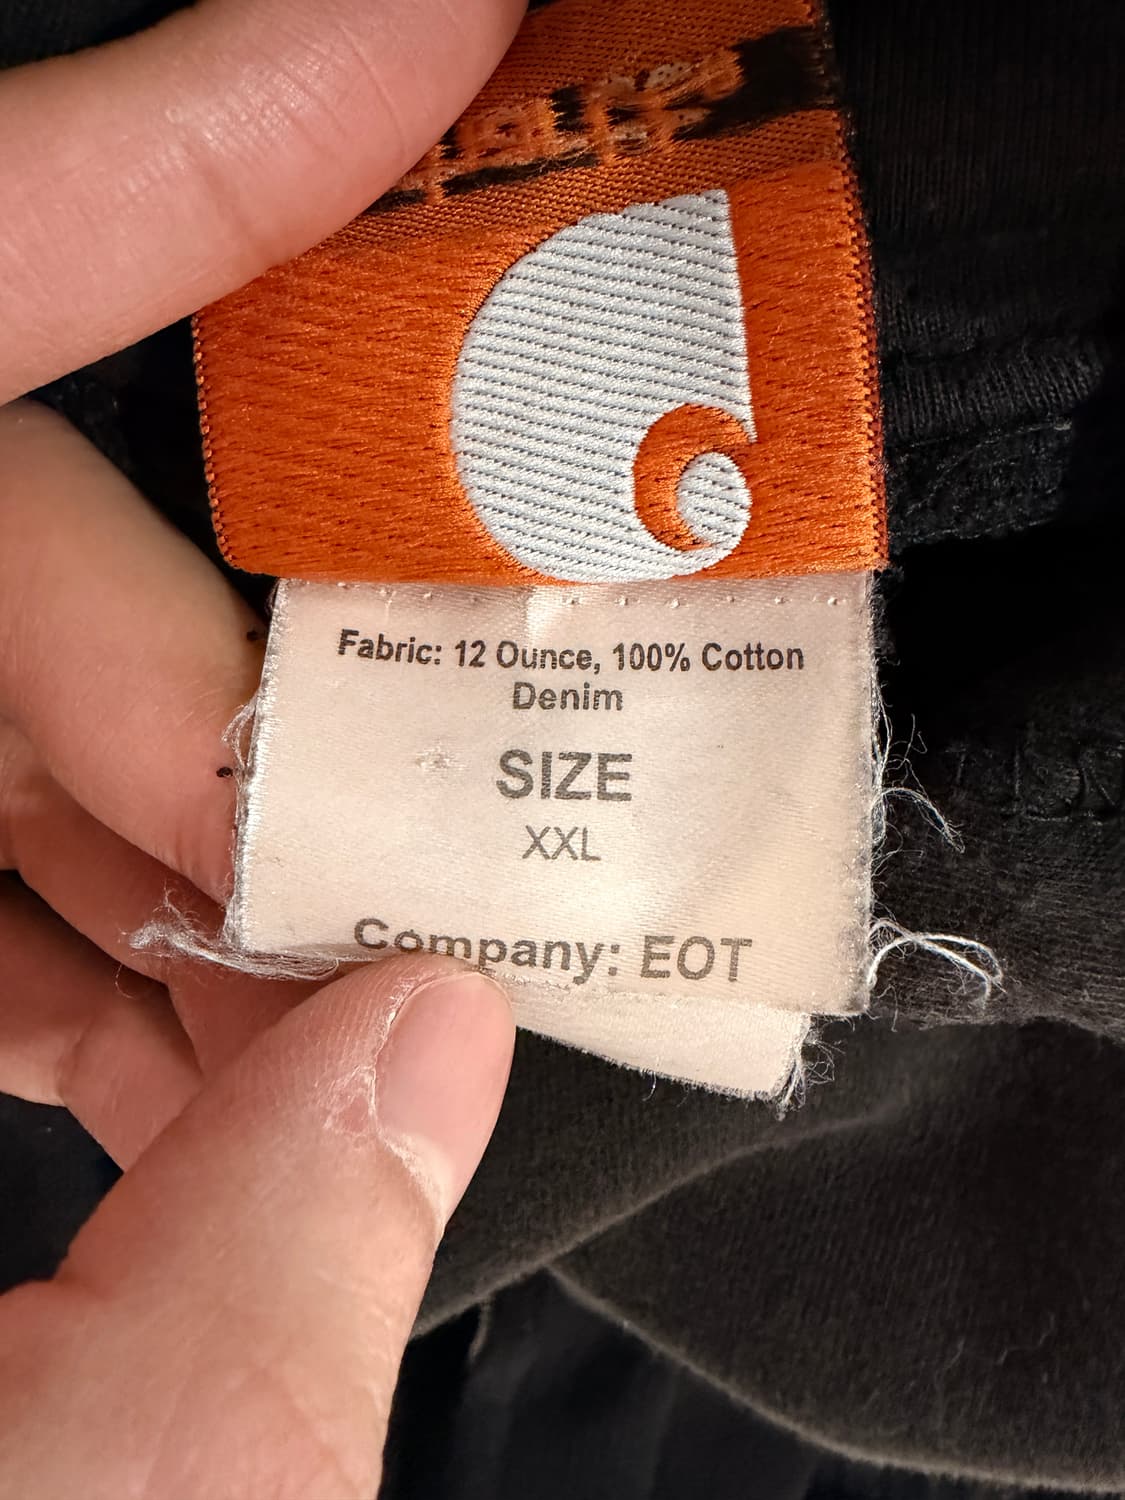 Fabric: 12 Ounce, 100% Cotton
Denim
SIZE
XXL
Company: EOT